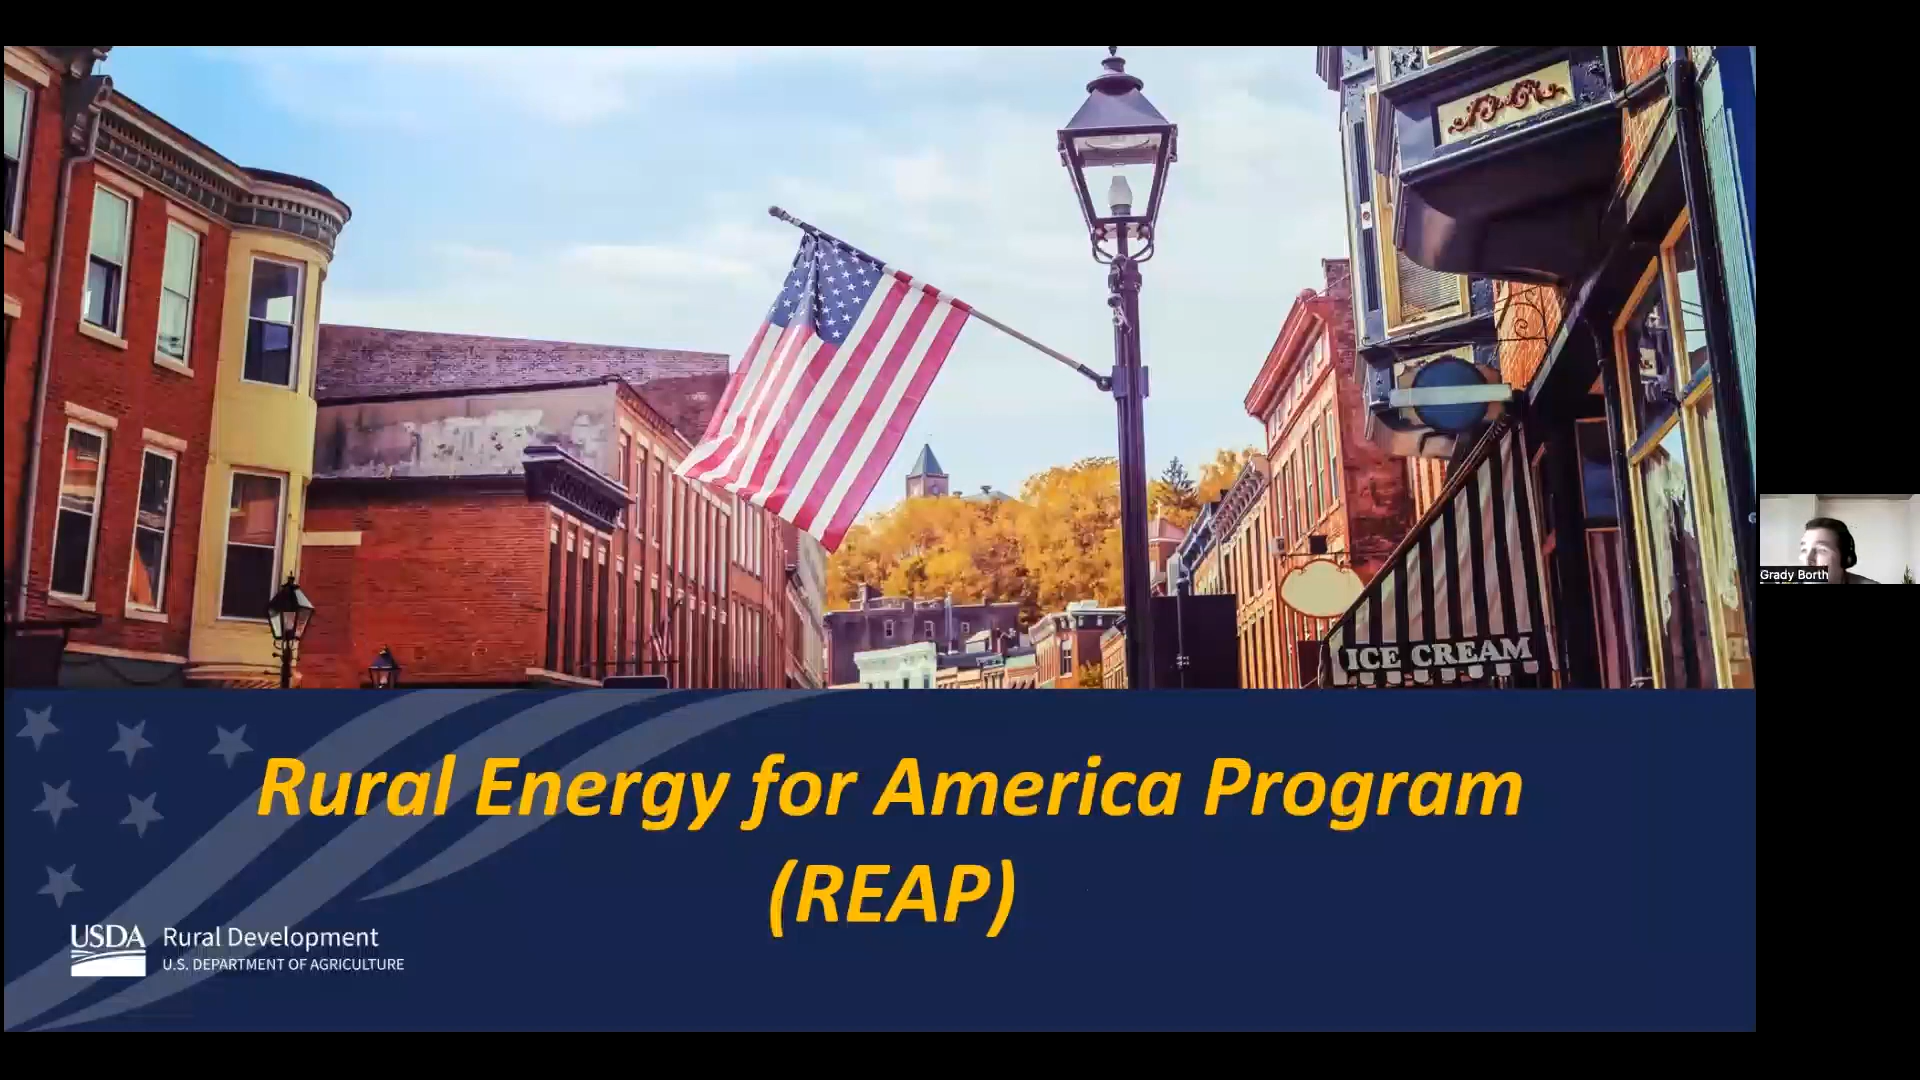 ICE CREAM
Rural Energy for America Program
(REAP)
USDA Rural Development
U.S. DEPARTMENT OF AGRICULTURE
Grady Borth